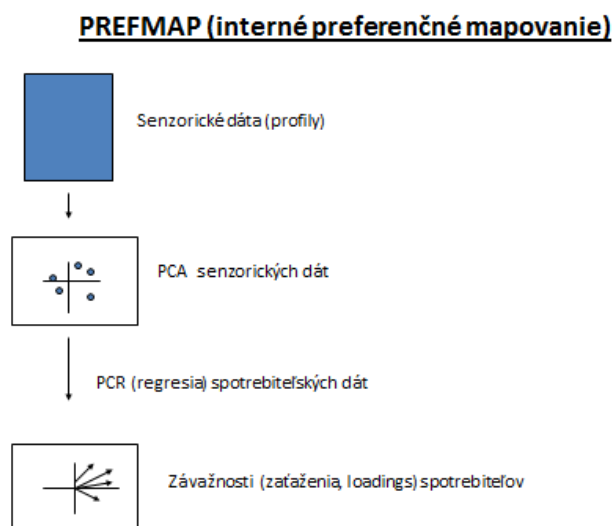 PREFMAP (interné preferenčné mapovanie)
Senzorické dáta (profily)
PCA senzorických dát
PCR (regresia) spotrebiteľských dát
Závažnosti (zaťaženia, loadings) spotrebiteľov